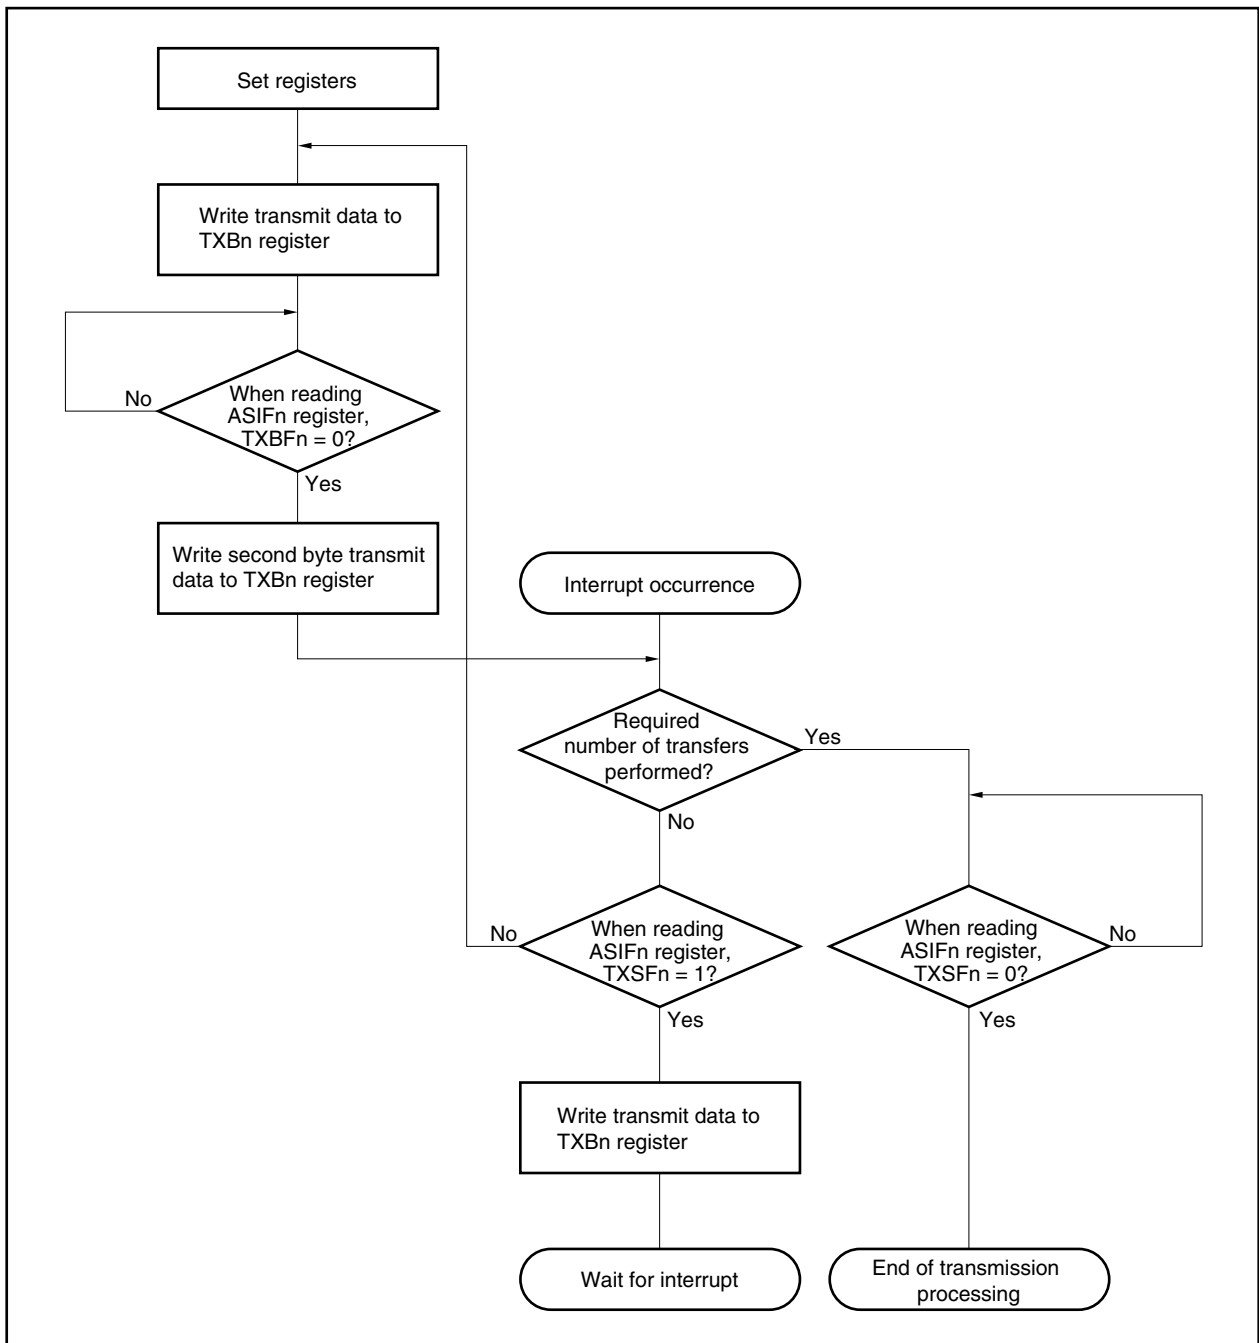 Set registers
Write transmit data to
TXBn register
No
When reading
ASIFn register,
TXBFn = 0?
Yes
Write second byte transmit
data to TXBn register
Interrupt occurrence
Required
number of transfers
performed?
Yes
No
No
When reading
ASIFn register,
TXSFn = 1?
Yes
When reading
ASIFn register,
TXSFn = 0?
No
Yes
Write transmit data to
TXBn register
Wait for interrupt
End of transmission
processing